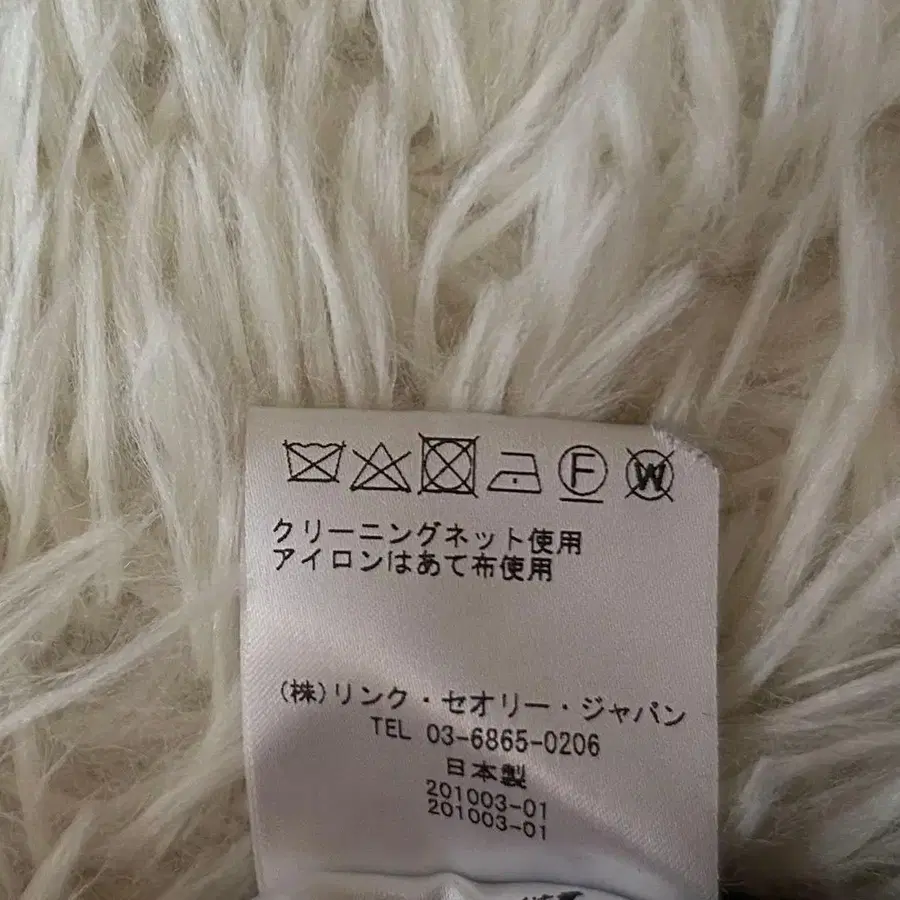 F W
クリーニングネット使用
アイロンはあて布使用
(株)リンク・セオリー・ジャパン
TEL 03-6865-0206
日本製
201003-01
201003-01